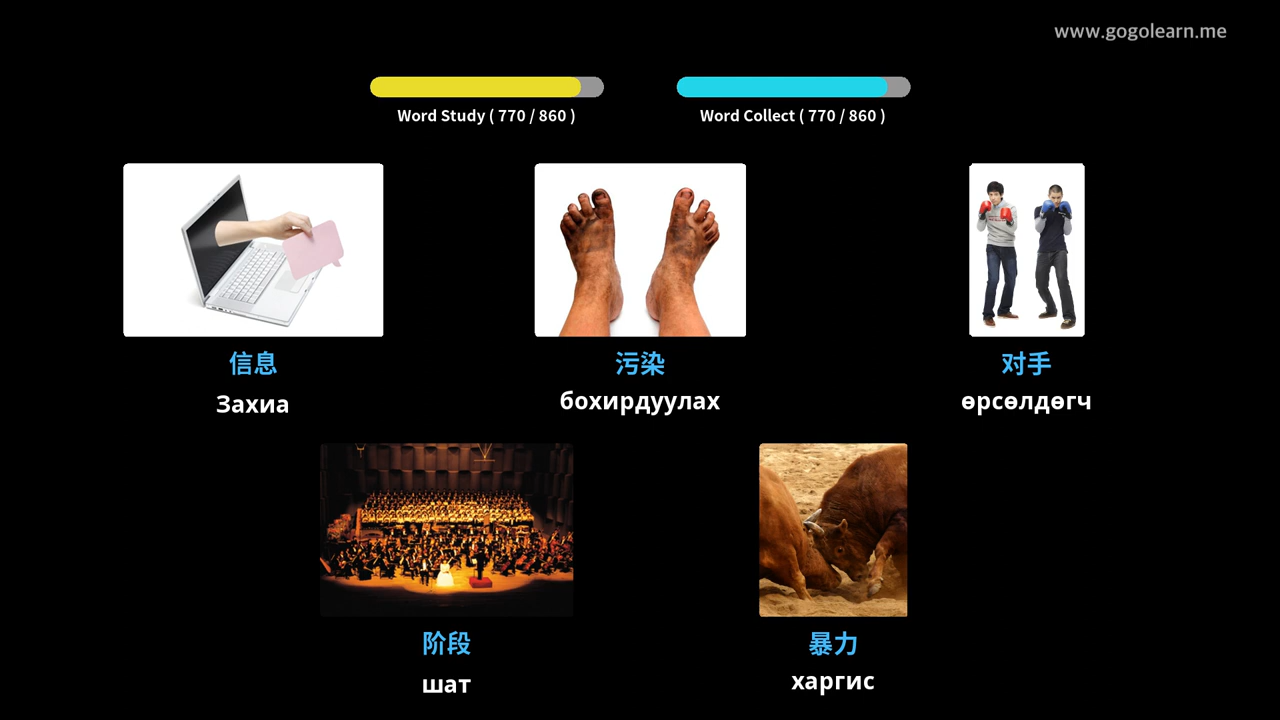 www.gogolearn.me
Word Study ( 770 / 860 )
Word Collect ( 770 / 860 )
信息
污染
对手
Захиа
бохирдуулах
өрсөлдөгч
阶段
暴力
шат
харгис